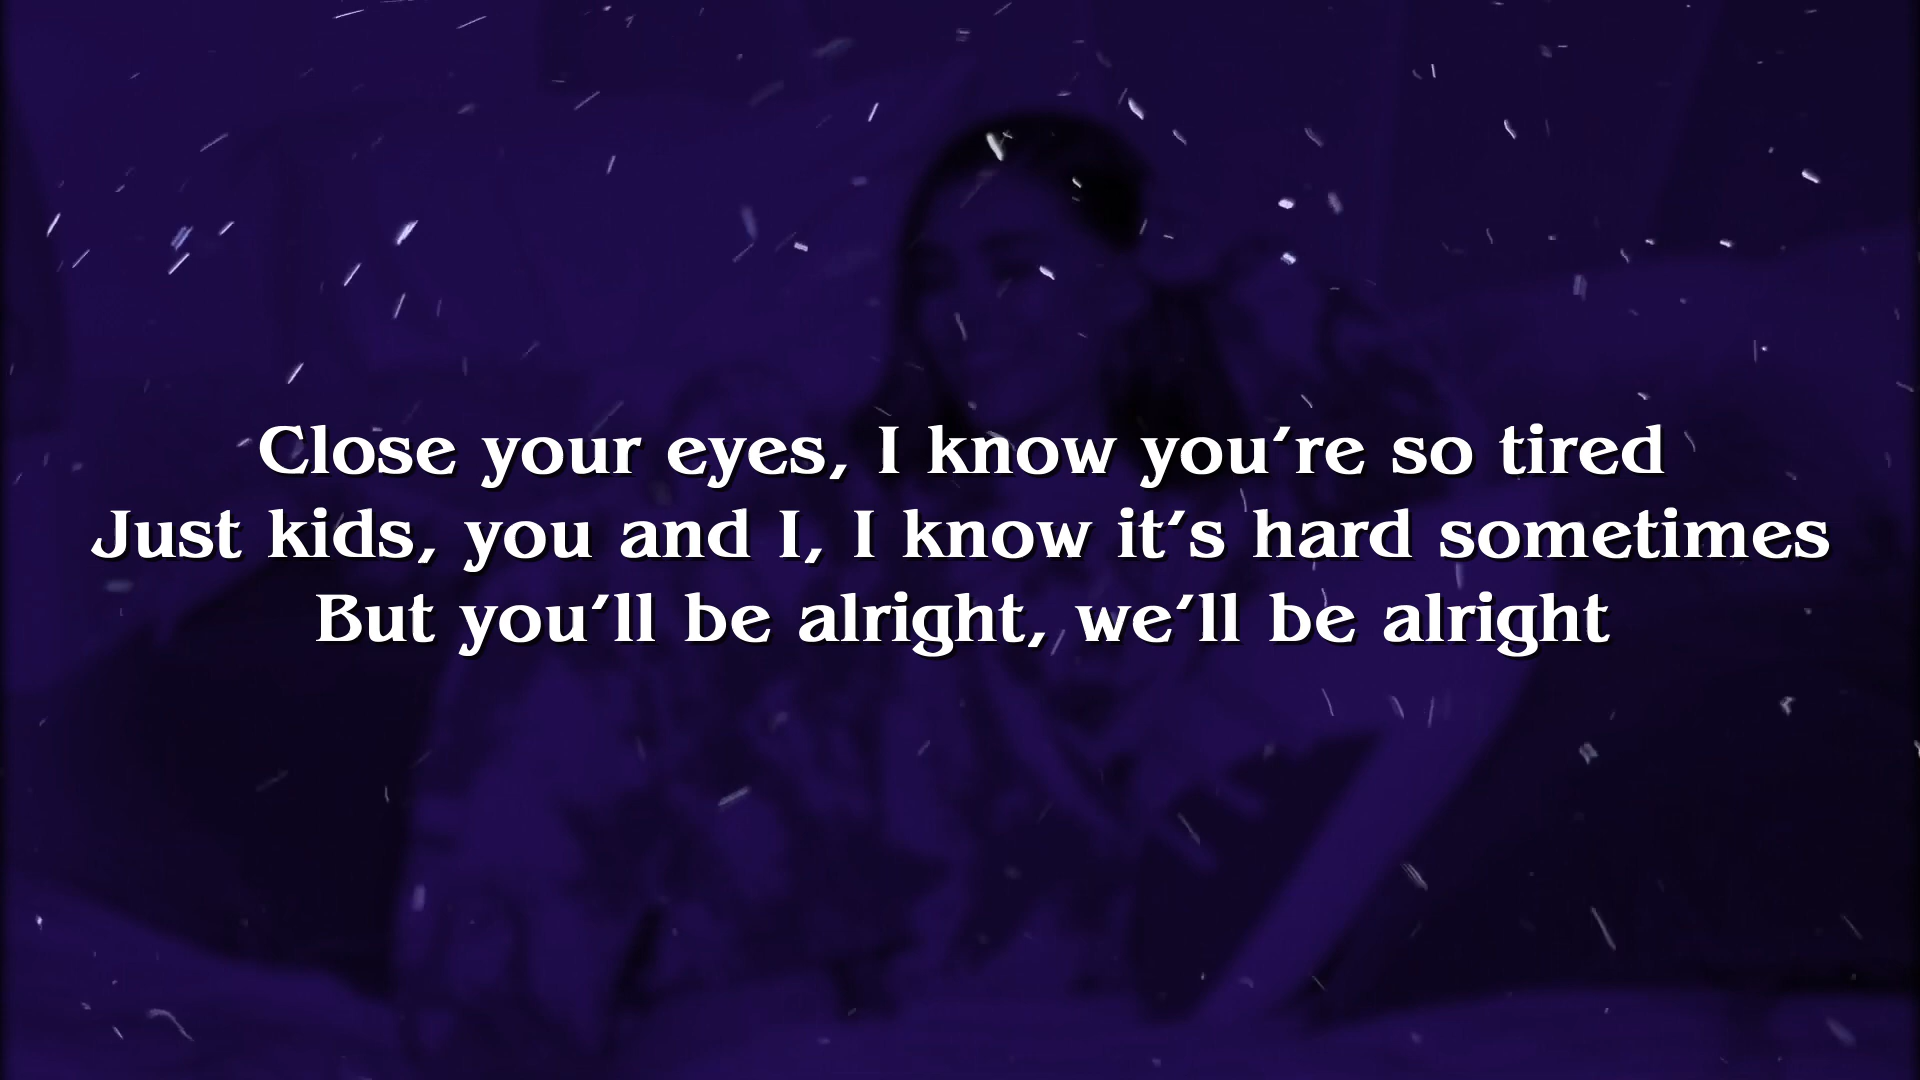 Close your eyes, I know you’re so tired
Just kids, you and I, I know it’s hard sometimes
But you’ll be alright, we’ll be alright